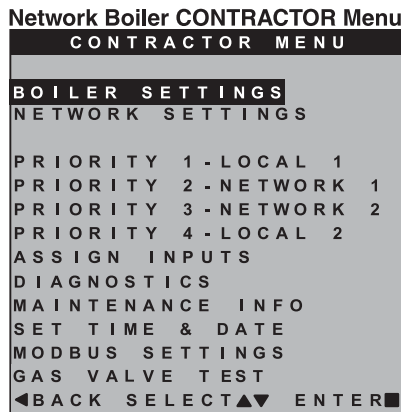 Network Boiler CONTRACTOR Menu
CONTRACTOR MENU
BOILER SETTINGS
NETWORK SETTINGS
PRIORITY 1-LOCAL 1
PRIORITY 2-NETWORK 1
PRIORITY 3-NETWORK 2
PRIORITY 4-LOCAL 2
ASSIGN INPUTS
DIAGNOSTICS
MAINTENANCE INFO
SET TIME & DATE
MODBUS SETTINGS
GAS VALVE TEST
◀BACK SELECT▲▼ ENTER■